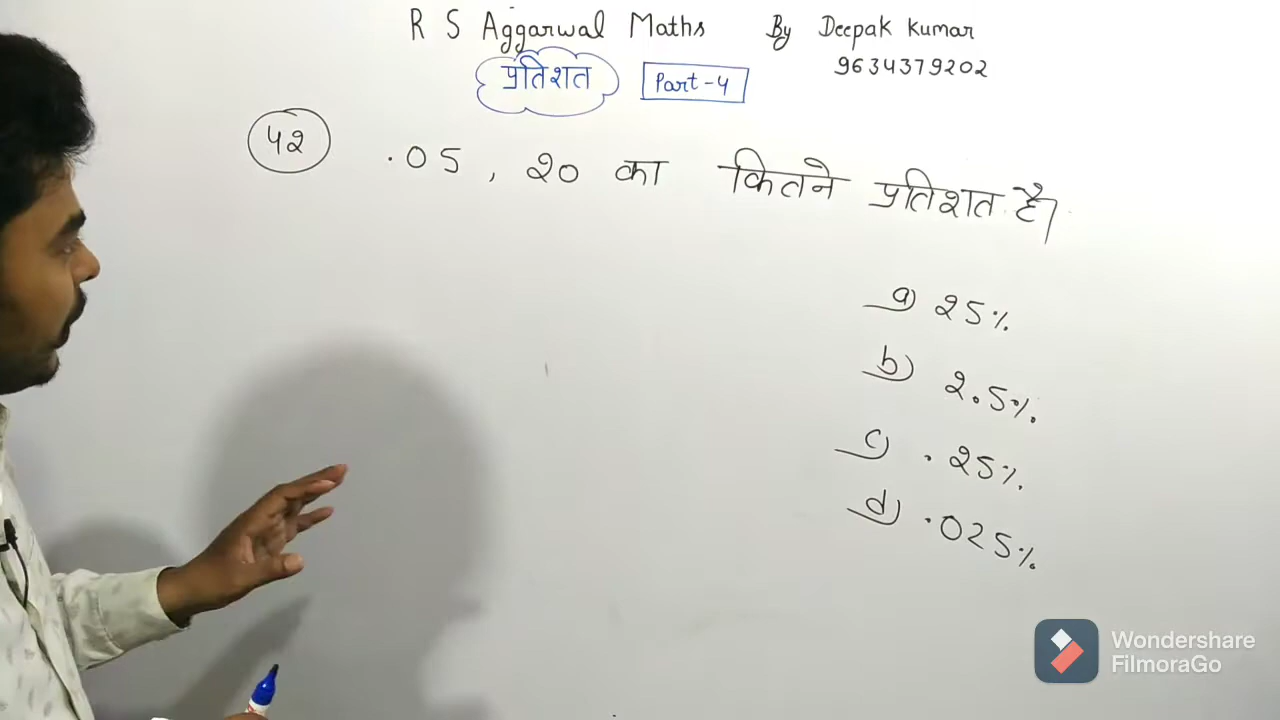 R S Aggarwal Maths By Deepak Kumar
9634379202
प्रतिशत Part-4
42 .05 , 20 का कितने प्रतिशत है।
a) 25%
b) 2.5%
c) .25%
d) .025%
Wondershare
FilmoraGo